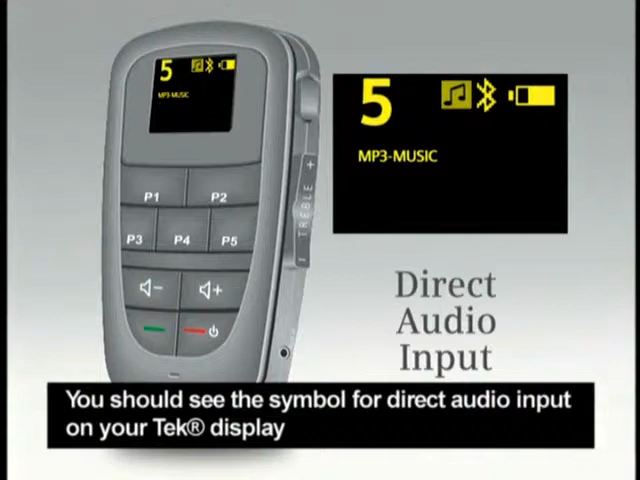 5
MP3-MUSIC
5
MP3-MUSIC
P1 P2
P3 P4 P5
+
TREBLE
−
−
+
Direct
Audio
Input
You should see the symbol for direct audio input
on your Tek® display